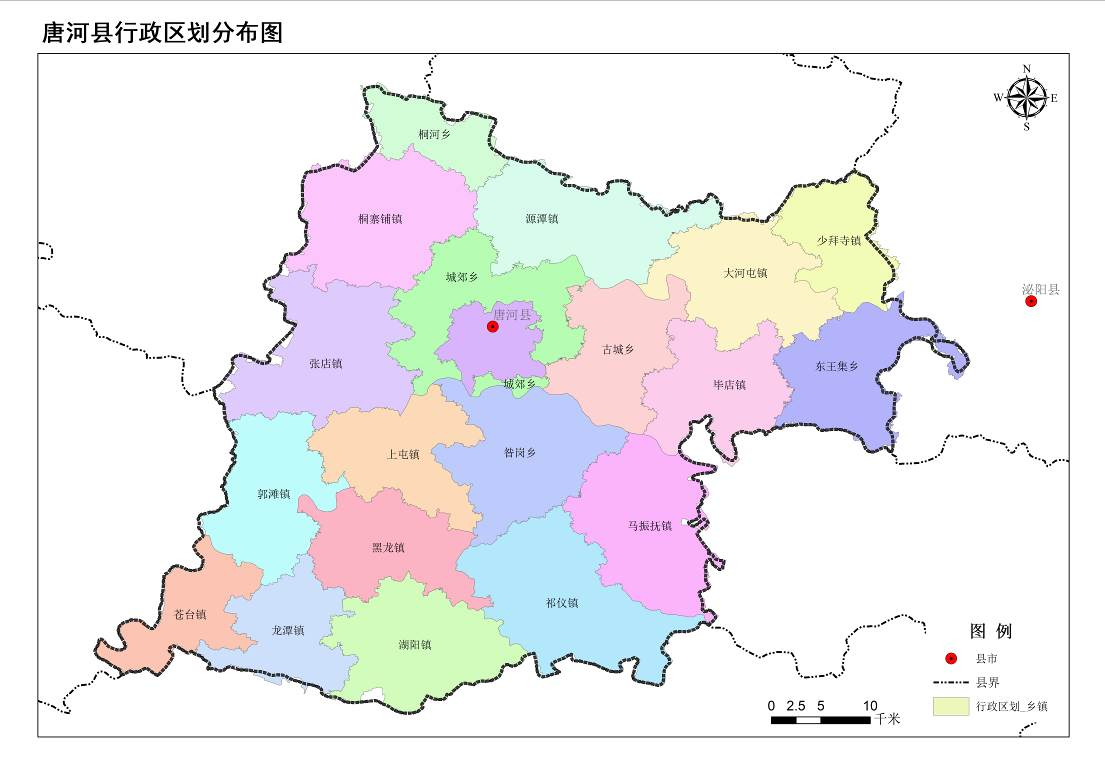 唐河县行政区划分布图
N
W E
S
桐河乡
桐寨铺镇
源潭镇
少拜寺镇
大河屯镇
城郊乡
泌阳县
唐河县
古城乡
张店镇
东王集乡
毕店镇
城郊乡
上屯镇
昝岗乡
郭滩镇
马振抚镇
黑龙镇
祁仪镇
苍台镇
龙潭镇
湖阳镇
图 例
县市
县界
行政区划_乡镇
0 2.5 5 10
千米